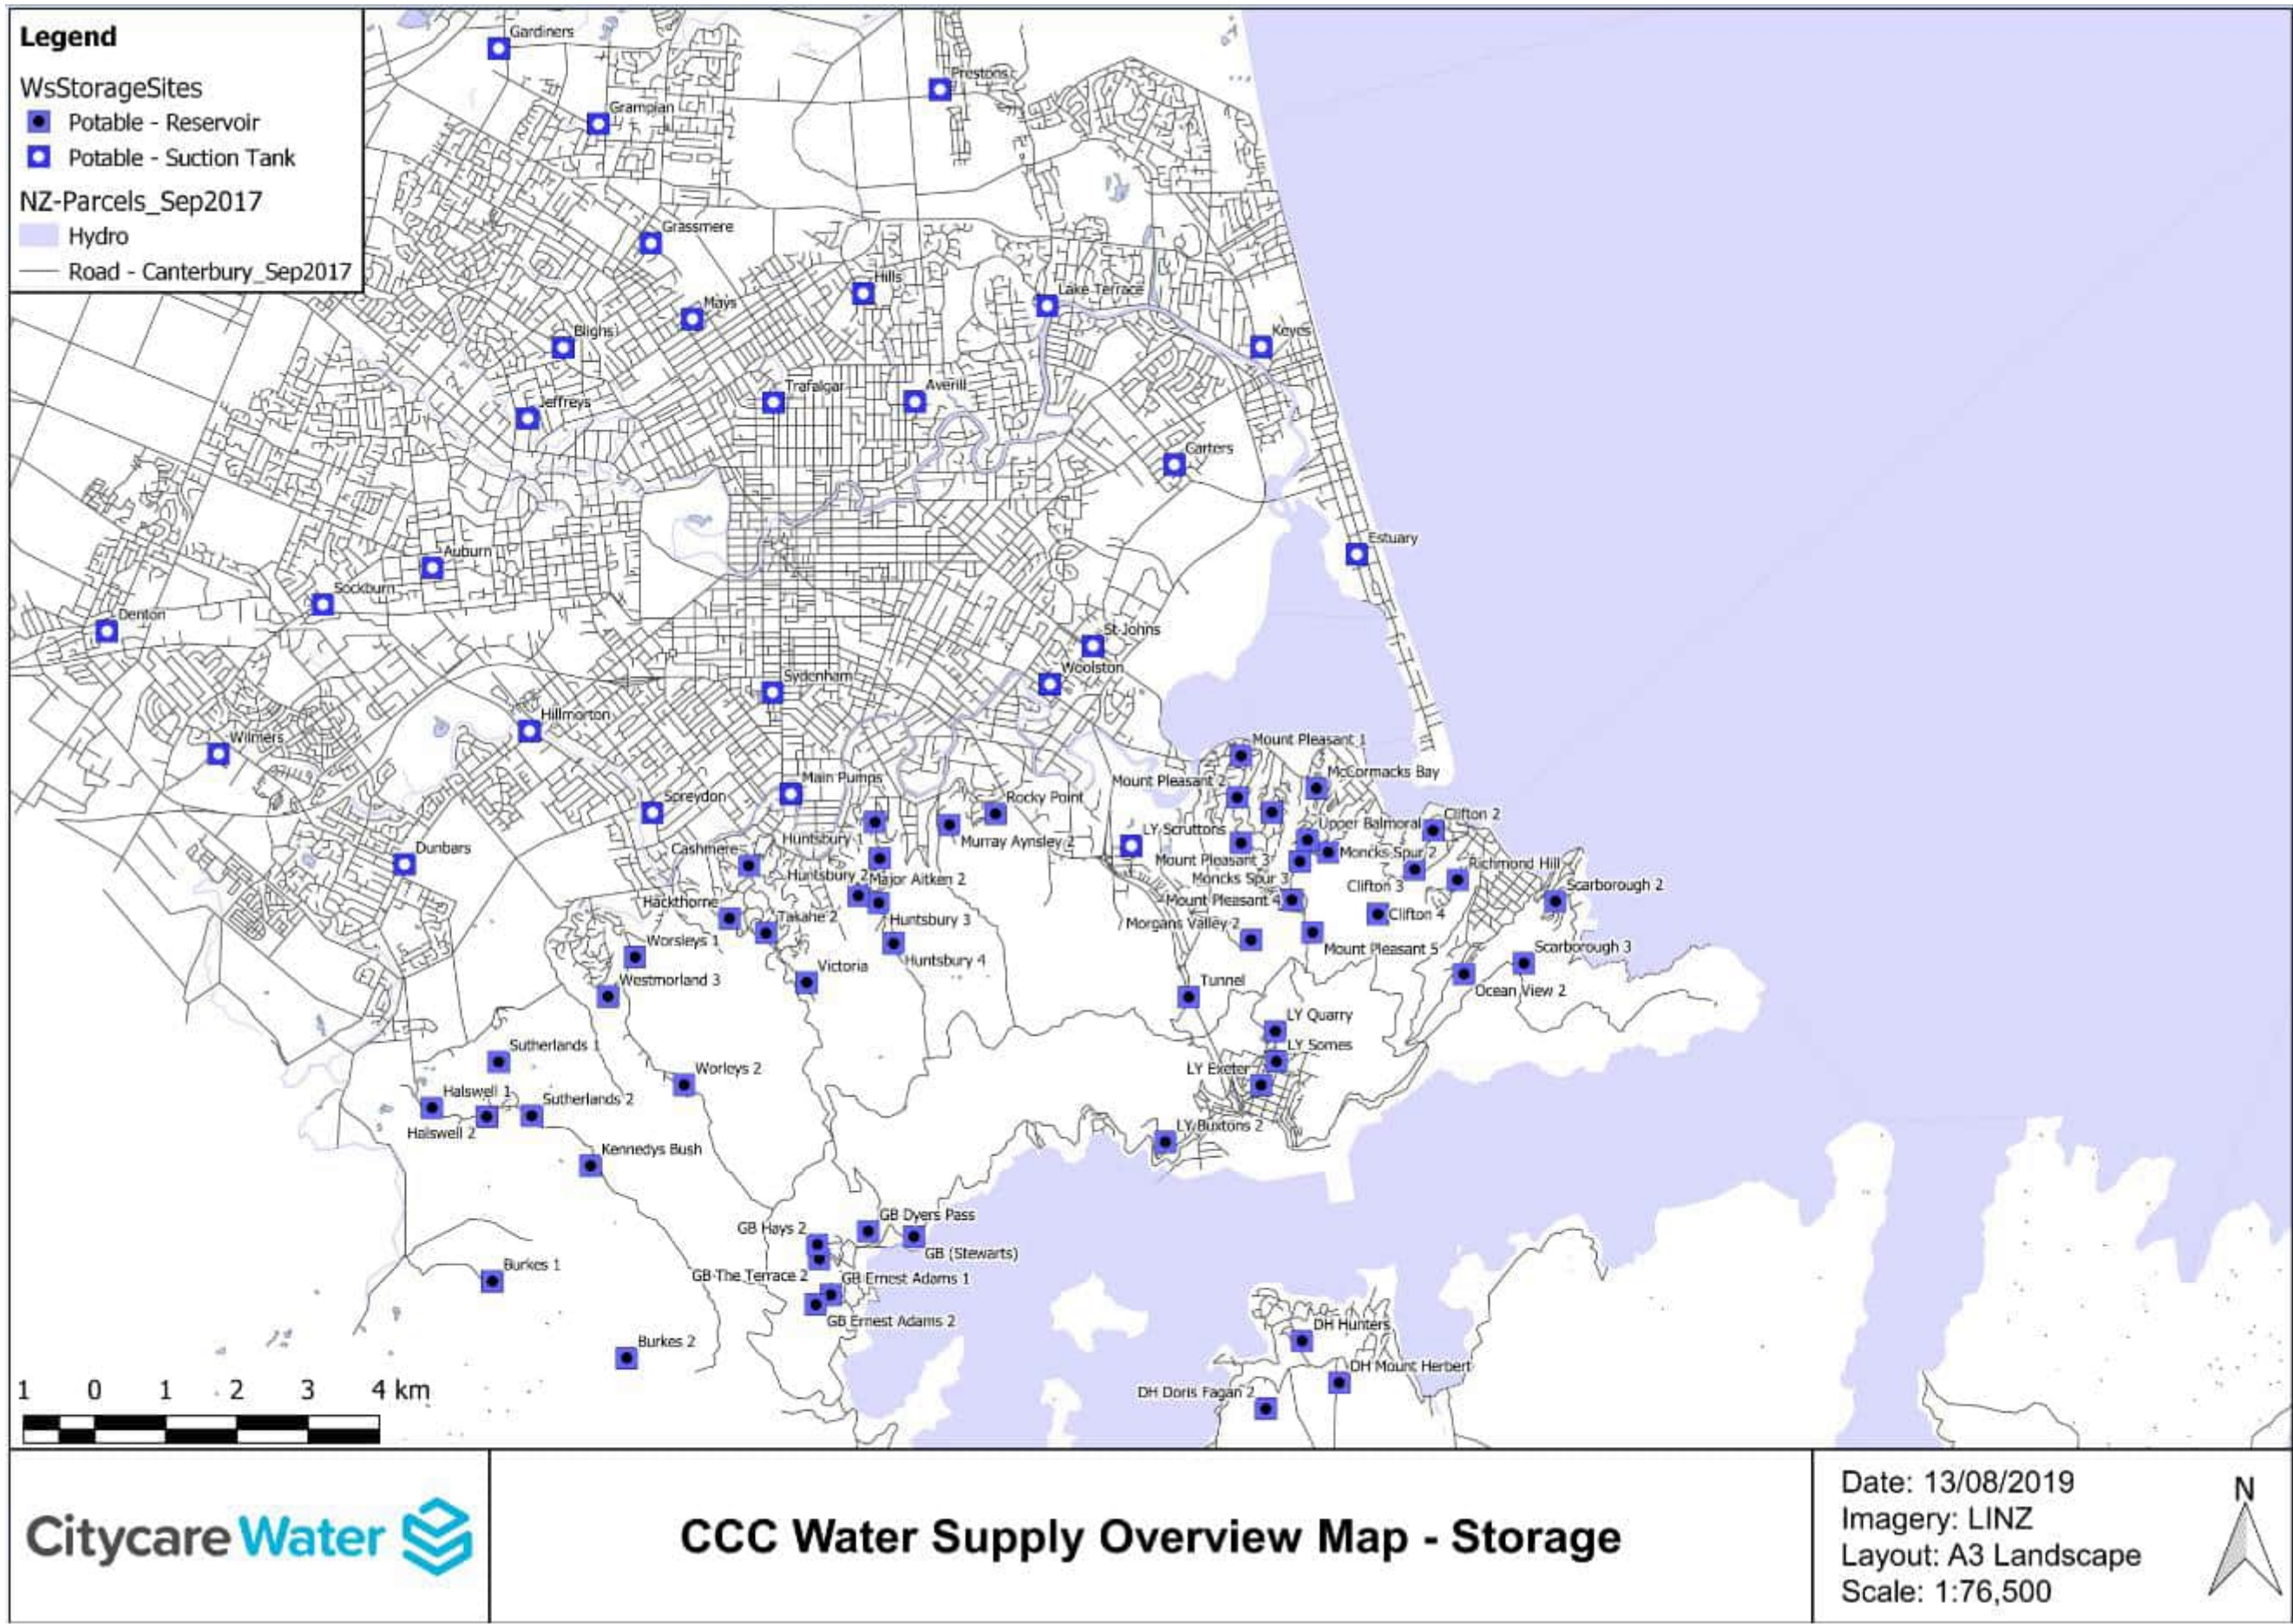 Legend
WsStorageSites
Potable - Reservoir
Potable - Suction Tank
NZ-Parcels_Sep2017
Hydro
Road - Canterbury_Sep2017
Gardiners
Prestons
Grampian
Grassmere
Hills
Lake Terrace
Mays
Blighs
Keyes
Trafalgar
Averill
Jeffreys
Carters
Estuary
Auburn
Sockburn
Denton
St Johns
Woolston
Sydenham
Hillmorton
Wilmers
Mount Pleasant 1
McCormacks Bay
Main Pumps
Mount Pleasant 2
Spreydon
Rocky Point
Clifton 2
Upper Balmoral
LY Scruttons
Huntsbury 1
Murray Aynsley 2
Cashmere
Dunbars
Moncks Spur 2
Mount Pleasant 3
Richmond Hill
Huntsbury 2
Major Aitken 2
Moncks Spur 3
Clifton 3
Scarborough 2
Hackthorne
Mount Pleasant 4
Takahe 2
Huntsbury 3
Clifton 4
Morgans Valley 2
Worsleys 1
Mount Pleasant 5
Scarborough 3
Huntsbury 4
Victoria
Westmorland 3
Tunnel
Ocean View 2
LY Quarry
Sutherlands 1
LY Somes
Worleys 2
LY Exeter
Halswell 1
Sutherlands 2
Halswell 2
LY Buxtons 2
Kennedys Bush
GB Dyers Pass
GB Hays 2
GB (Stewarts)
Burkes 1
GB The Terrace 2
GB Ernest Adams 1
GB Ernest Adams 2
DH Hunters
Burkes 2
DH Mount Herbert
DH Doris Fagan 2
1 0 1 2 3 4 km
Citycare Water
CCC Water Supply Overview Map - Storage
Date: 13/08/2019
Imagery: LINZ
Layout: A3 Landscape
Scale: 1:76,500
N